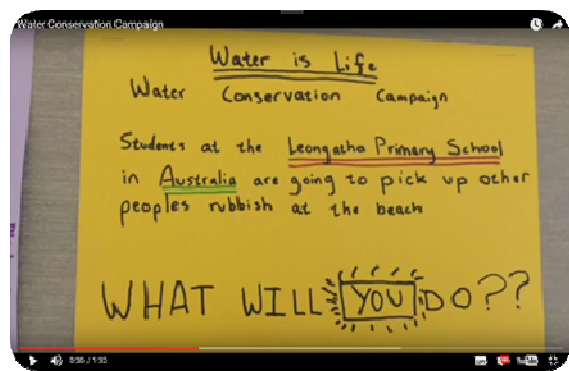 Water Conservation Campaign
Water is Life
Water Conservation Campaign
Students at the Leongatha Primary School
in Australia are going to pick up other
peoples rubbish at the beach
WHAT WILL YOU DO??